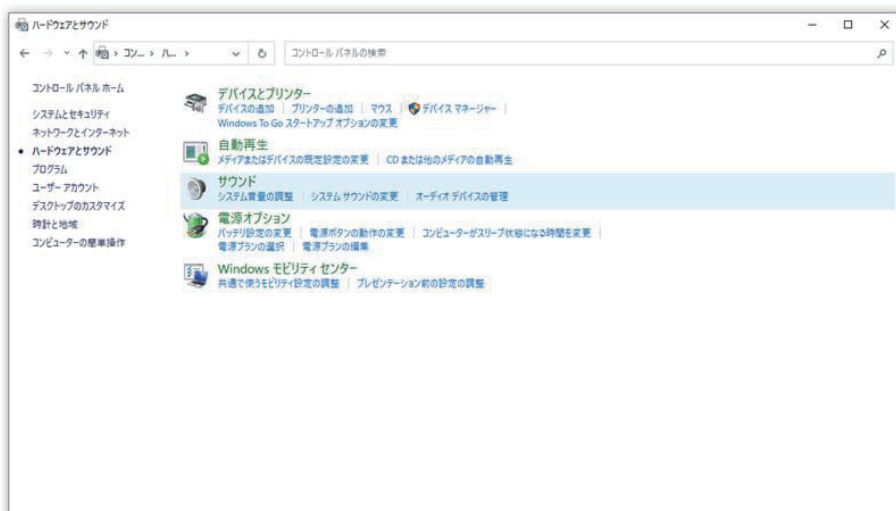 ハードウェアとサウンド
コン... ハ...
コントロール パネルの検索
コントロール パネル ホーム
システムとセキュリティ
ネットワークとインターネット
ハードウェアとサウンド
プログラム
ユーザー アカウント
デスクトップのカスタマイズ
時計と地域
コンピューターの簡単操作
デバイスとプリンター
デバイスの追加 | プリンターの追加 | マウス | デバイス マネージャー |
Windows To Go スタートアップ オプションの変更
自動再生
メディアまたはデバイスの既定設定の変更 | CD または他のメディアの自動再生
サウンド
システム音量の調整 | システム サウンドの変更 | オーディオ デバイスの管理
電源オプション
バッテリ設定の変更 | 電源ボタンの動作の変更 | コンピューターがスリープ状態になる時間を変更 |
電源プランの選択 | 電源プランの編集
Windows モビリティ センター
共通で使うモビリティ設定の調整 | プレゼンテーション前の設定の調整